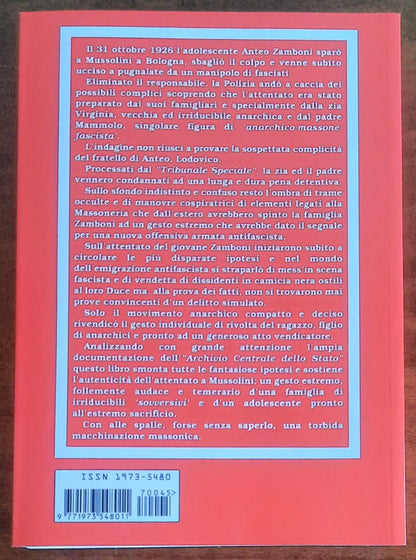 Il 31 ottobre 1926 l'adolescente Anteo Zamboni sparò
a Mussolini a Bologna, sbagliò il colpo e venne subito
ucciso a pugnalate da un manipolo di fascisti.
Eliminato il responsabile, la Polizia andò a caccia dei
possibili complici scoprendo che l'attentato era stato
preparato dai suoi famigliari e specialmente dalla zia
Virginia, vecchia ed irriducibile anarchica e dal padre
Mammolo, singolare figura di 'anarchico-massone-
fascista'.
L'indagine non riuscì a provare la sospettata complicità
del fratello di Anteo, Lodovico.
Processati dal "Tribunale Speciale", la zia ed il padre
vennero condannati ad una lunga e dura pena detentiva.
Sullo sfondo indistinto e confuso restò l'ombra di trame
occulte e di manovre cospiratrici di elementi legati alla
Massoneria che dall'estero avrebbero spinto la famiglia
Zamboni ad un gesto estremo che avrebbe dato il segnale
per una nuova offensiva armata antifascista.
Sull'attentato del giovane Zamboni iniziarono subito a
circolare le più disparate ipotesi e nel mondo
dell'emigrazione antifascista si straparlò di mess'in scena
fascista e di vendetta di dissidenti in camicia nera ostili
al loro Duce ma, alla prova dei fatti, non si trovarono mai
prove convincenti d'un delitto simulato.
Solo il movimento anarchico compatto e deciso
rivendicò il gesto individuale di rivolta del ragazzo, figlio
di anarchici e pronto ad un generoso atto vendicatore.
Analizzando con grande attenzione l'ampia
documentazione dell'"Archivio Centrale dello Stato"
questo libro smonta tutte le fantasiose ipotesi e sostiene
l'autenticità dell'attentato a Mussolini; un gesto estremo,
follemente audace e temerario d'una famiglia di
irriducibili 'sovversivi' e d'un adolescente pronto
all'estremo sacrificio.
Con alle spalle, forse senza saperlo, una torbida
macchinazione massonica.
ISSN 1973-5480
70045>
9 771973 548011